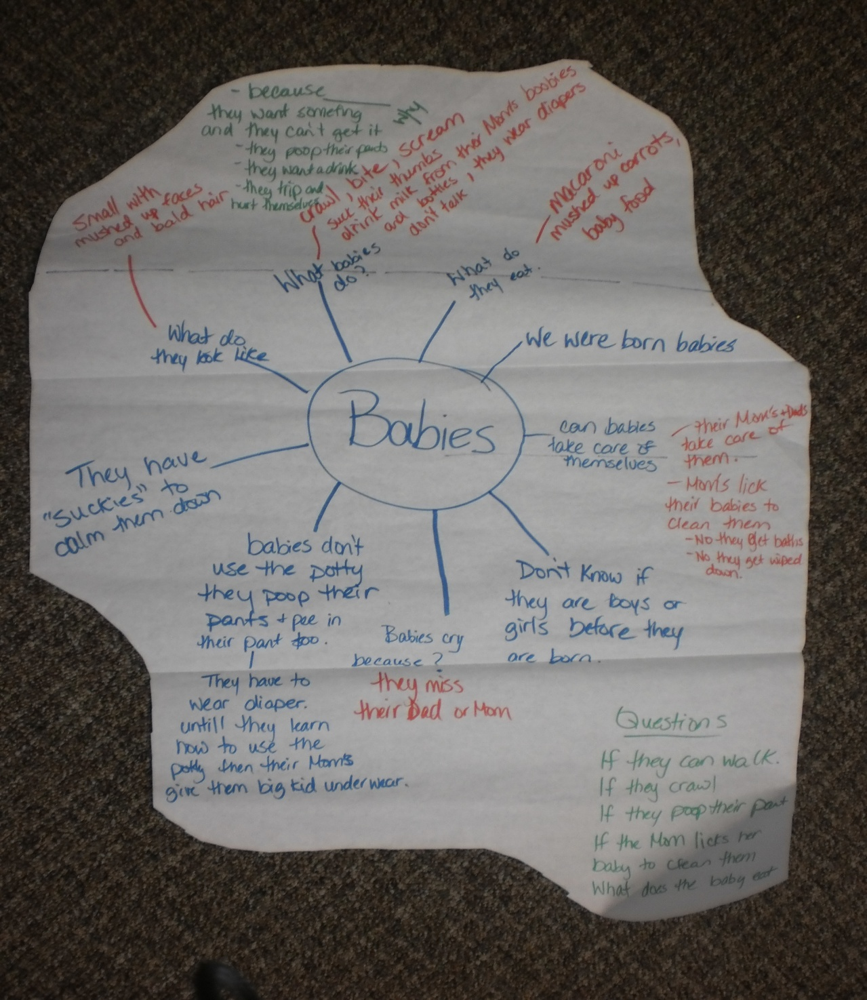 - because______
they want someting
and they can't get it
- they poop their pants
- they want a drink
- they trip and
hurt themselves
why
crawl, bite, scream
suck their thumbs
drink milk from their Mom's boobies
and bottles, they wear diapers
don't talk
- macaroni
mushed up carrots,
baby food
Small with
mushed up faces
and bald hair
What babies
do?
What do
they eat.
What do
they look like
We were born babies
Babies
can babies
take care of
themselves
- their Mom's + Dads
take care of
them.
- Mom's lick
their babies to
clean them
- No they get baths
- No they get wiped
down.
They have
"suckies" to
calm them down
babies don't
use the potty
they poop their
pants + pee in
their pant too.
They have to
wear diaper.
untill they learn
how to use the
potty then their Mom's
give them big kid underwear.
Babies cry
because?
they miss
their Dad or Mom
Don't Know if
they are boys or
girls before they
are born.
Questions
If they can walk.
If they crawl
If they poop their pant
If the Mom licks her
baby to clean them
What does the baby eat